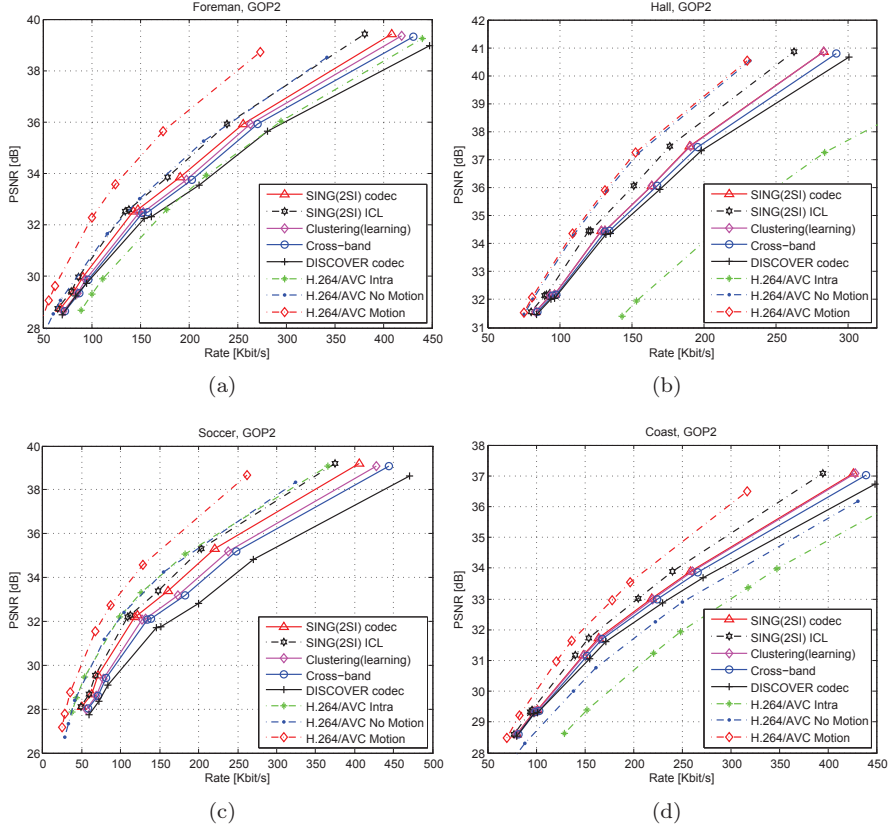 Foreman, GOP2
40
38
36
34
32
30
28
PSNR [dB]
50 100 150 200 250 300 350 400 450
Rate [Kbit/s]
SING(2SI) codec
SING(2SI) ICL
Clustering(learning)
Cross−band
DISCOVER codec
H.264/AVC Intra
H.264/AVC No Motion
H.264/AVC Motion
(a)
Hall, GOP2
42
41
40
39
38
37
36
35
34
33
32
31
PSNR [dB]
50 100 150 200 250 300
Rate [Kbit/s]
SING(2SI) codec
SING(2SI) ICL
Clustering(learning)
Cross−band
DISCOVER codec
H.264/AVC Intra
H.264/AVC No Motion
H.264/AVC Motion
(b)
Soccer, GOP2
40
38
36
34
32
30
28
26
PSNR [dB]
0 50 100 150 200 250 300 350 400 450 500
Rate [Kbit/s]
SING(2SI) codec
SING(2SI) ICL
Clustering(learning)
Cross−band
DISCOVER codec
H.264/AVC Intra
H.264/AVC No Motion
H.264/AVC Motion
(c)
Coast, GOP2
38
37
36
35
34
33
32
31
30
29
28
PSNR [dB]
50 100 150 200 250 300 350 400 450
Rate [Kbit/s]
SING(2SI) codec
SING(2SI) ICL
Clustering(learning)
Cross−band
DISCOVER codec
H.264/AVC Intra
H.264/AVC No Motion
H.264/AVC Motion
(d)